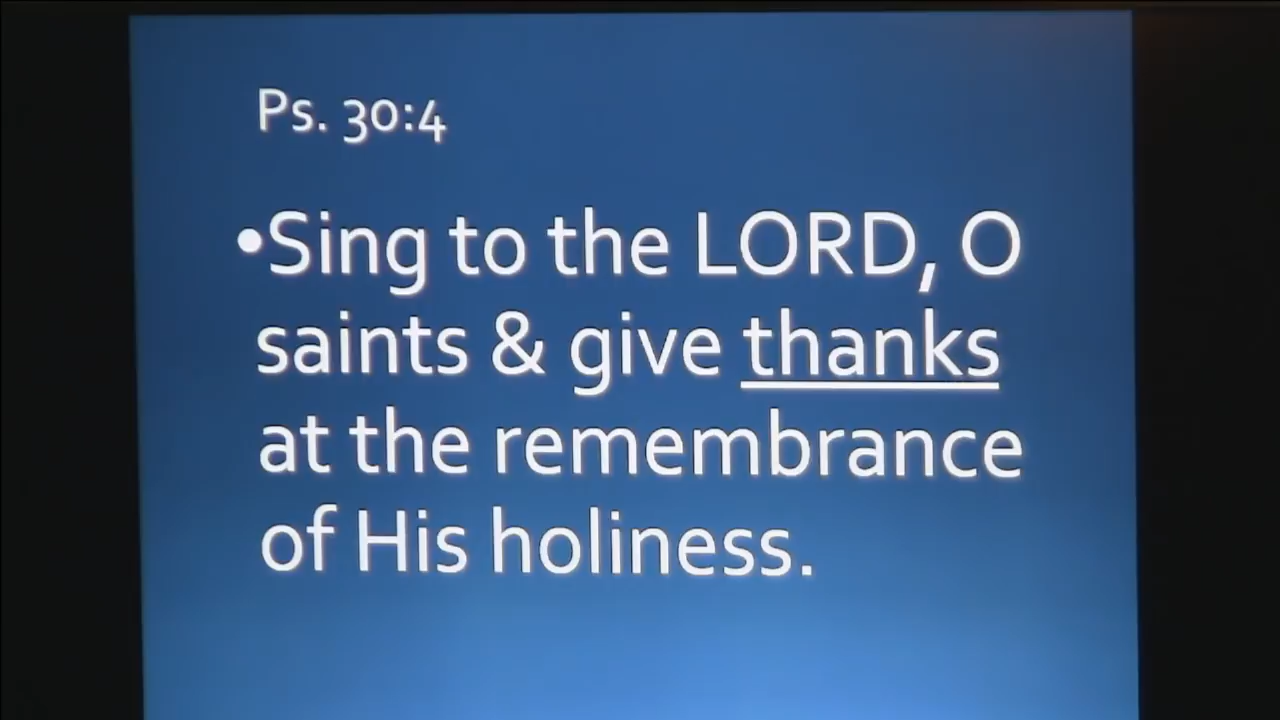 Ps. 30:4
•Sing to the LORD, O
saints & give thanks
at the remembrance
of His holiness.